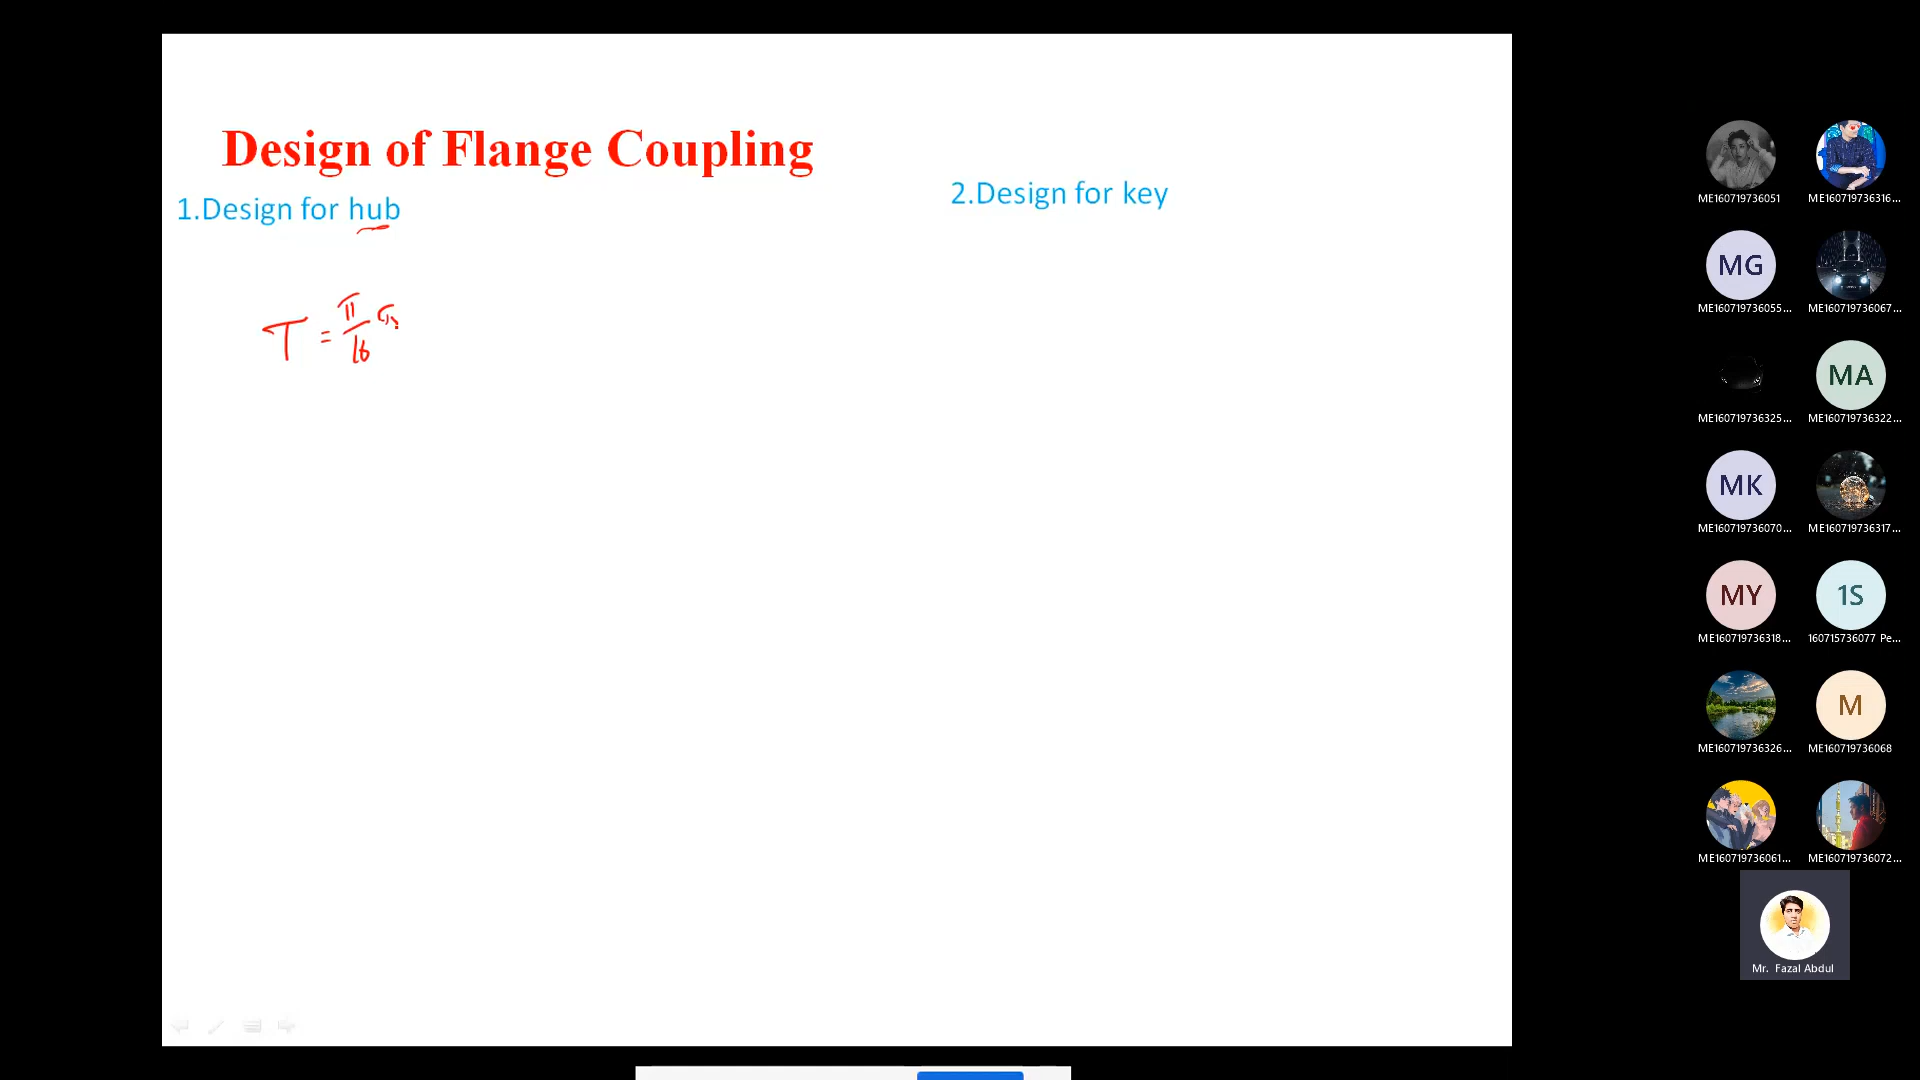 Design of Flange Coupling
1.Design for hub
2.Design for key
T = π/16
ME160719736051
ME160719736316...
MG
ME160719736055...
ME160719736067...
ME160719736325...
MA
ME160719736322...
MK
ME160719736070...
ME160719736317...
MY
ME160719736318...
1S
160715736077 Pe...
ME160719736326...
M
ME160719736068
ME160719736061...
ME160719736072...
Mr. Fazal Abdul